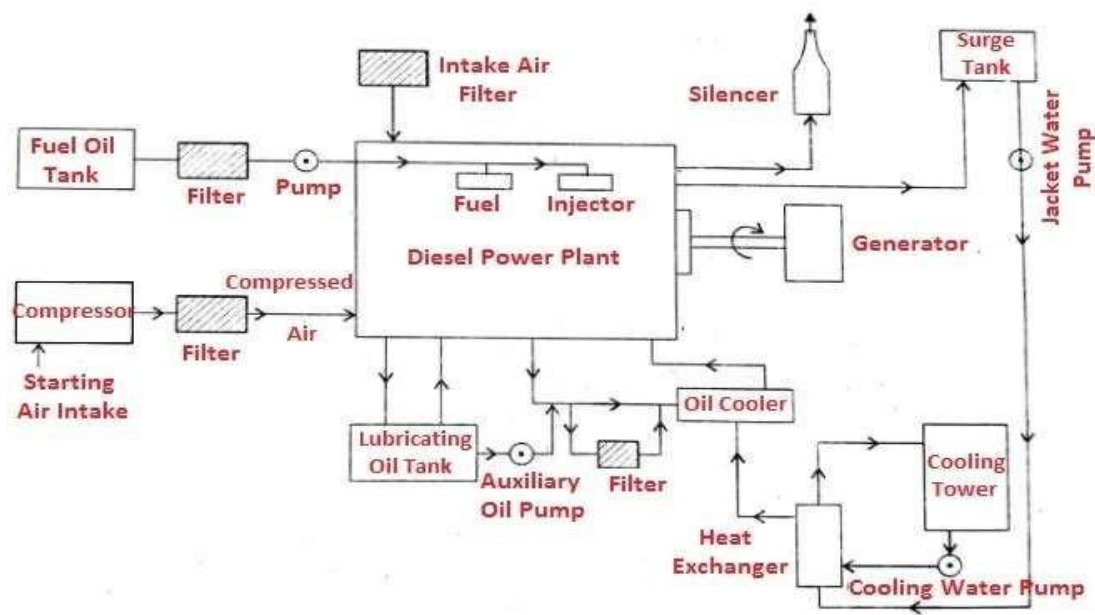 Intake Air
Filter
Silencer
Surge
Tank
Jacket Water
Pump
Fuel Oil
Tank
Filter
Pump
Fuel
Injector
Generator
Diesel Power Plant
Compressor
Filter
Compressed
Air
Starting
Air Intake
Lubricating
Oil Tank
Auxiliary
Oil Pump
Filter
Oil Cooler
Cooling
Tower
Heat
Exchanger
Cooling Water Pump